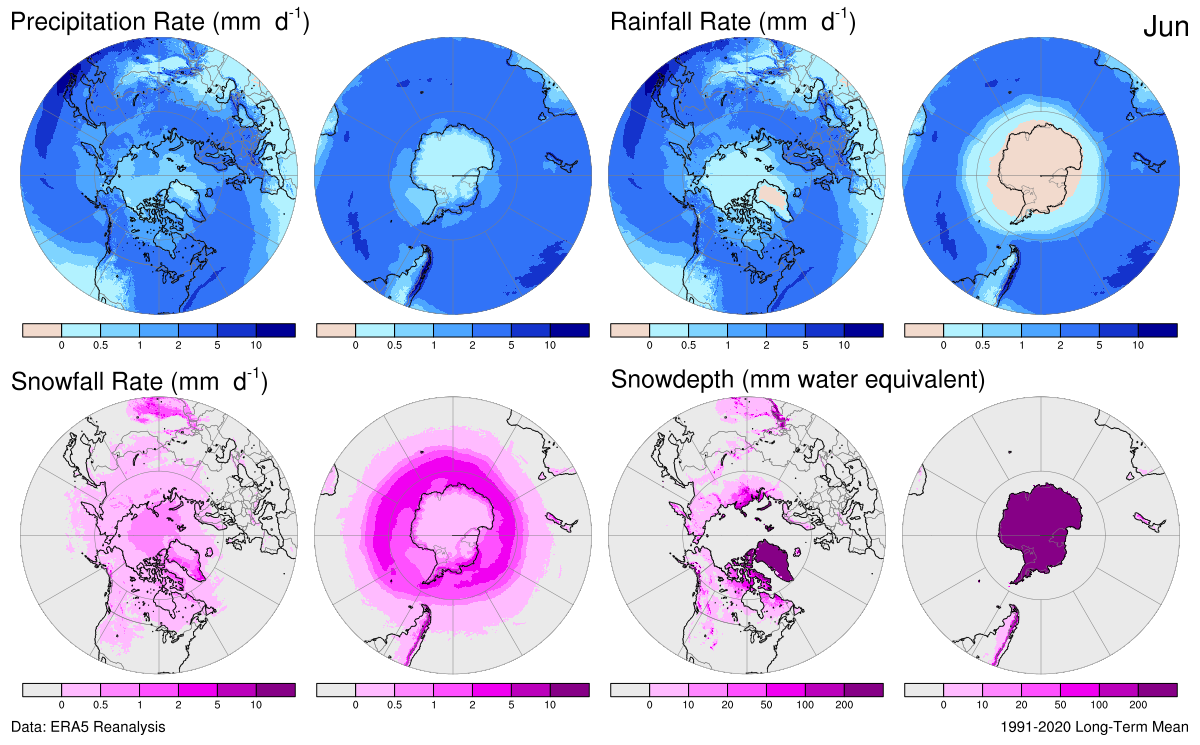 Precipitation Rate (mm d-1)
Rainfall Rate (mm d-1)
Jun
0 0.5 1 2 5 10
0 0.5 1 2 5 10
0 0.5 1 2 5 10
0 0.5 1 2 5 10
Snowfall Rate (mm d-1)
Snowdepth (mm water equivalent)
0 0.5 1 2 5 10
0 0.5 1 2 5 10
0 10 20 50 100 200
0 10 20 50 100 200
Data: ERA5 Reanalysis
1991-2020 Long-Term Mean